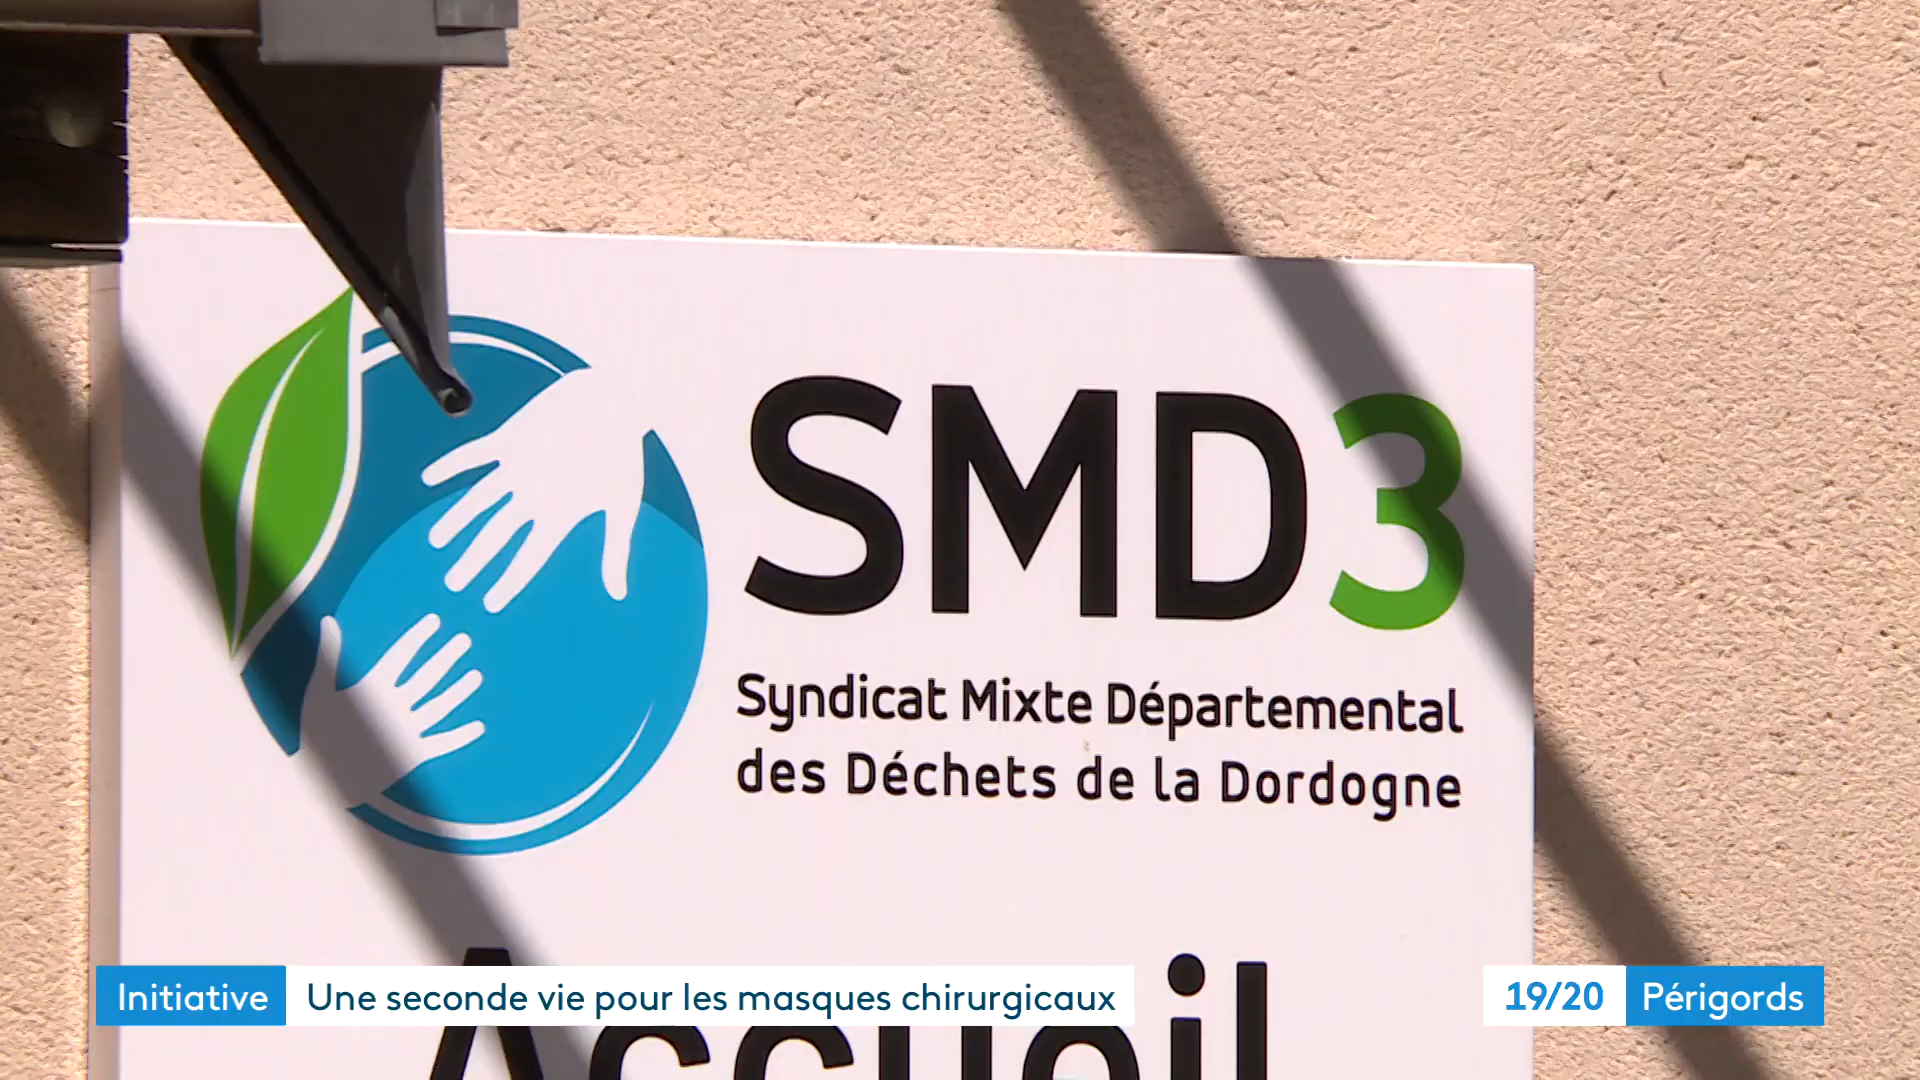 SMD3
Syndicat Mixte Départemental
des Déchets de la Dordogne
Accueil
Initiative Une seconde vie pour les masques chirurgicaux
19/20 Périgords